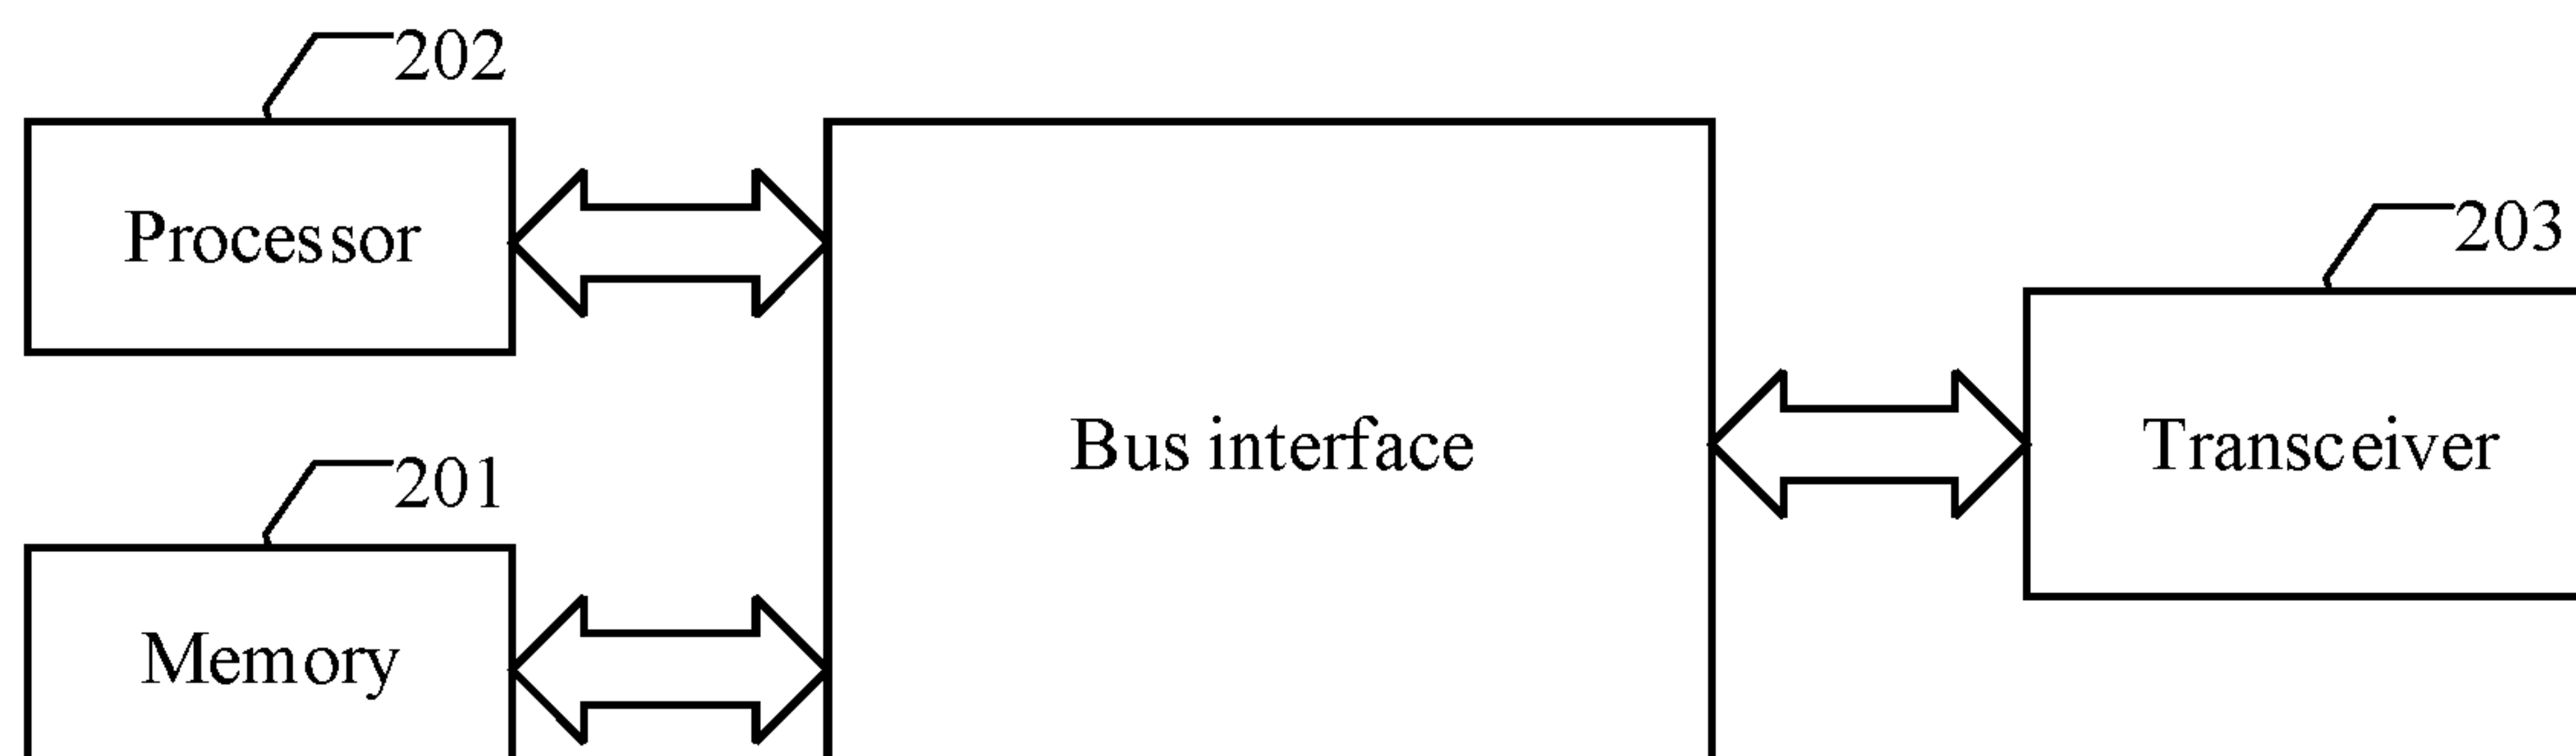 202
Processor
203
Bus interface
Transceiver
201
Memory